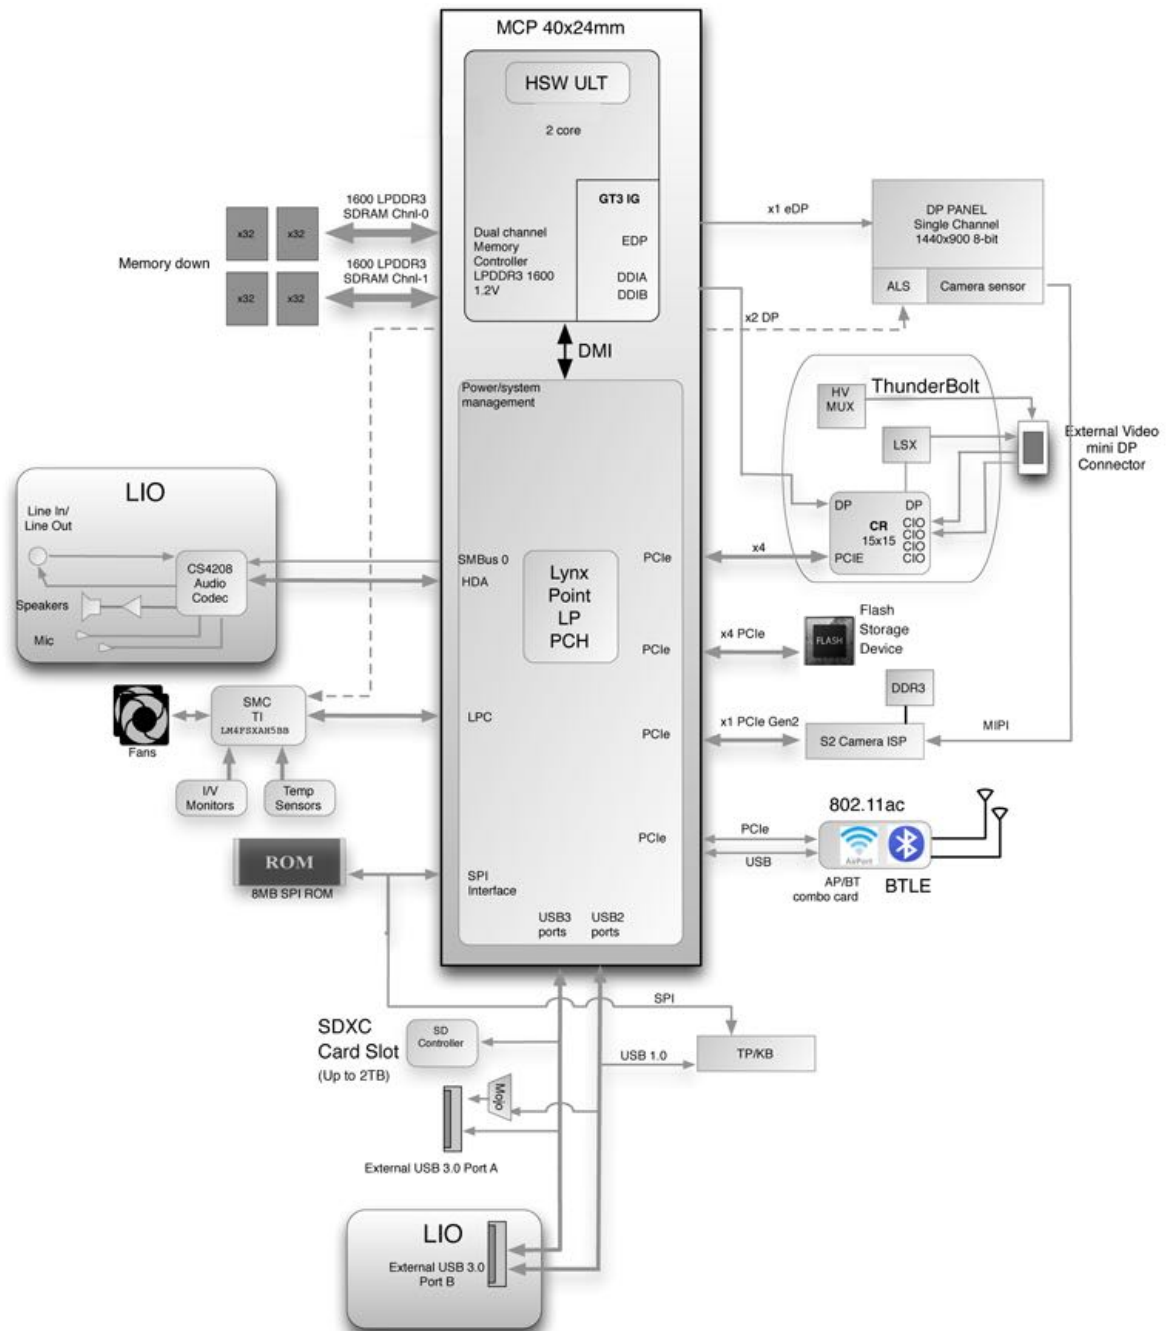 MCP 40x24mm
HSW ULT
2 core
GT3 IG
EDP
DDIA
DDIB
Dual channel
Memory
Controller
LPDDR3 1600
1.2V
1600 LPDDR3
SDRAM Chnl-0
x32
x32
Memory down
1600 LPDDR3
SDRAM Chnl-1
x32
x32
x1 eDP
DP PANEL
Single Channel
1440x900 8-bit
ALS
Camera sensor
x2 DP
DMI
Power/system
management
ThunderBolt
HV
MUX
LSX
External Video
mini DP
Connector
DP
DP
CR
15x15
CIO
CIO
CIO
CIO
PCIE
x4
PCIe
LIO
Line In/
Line Out
CS4208
Audio
Codec
Speakers
Mic
SMBus 0
HDA
Lynx
Point
LP
PCH
PCIe
x4 PCIe
FLASH
Flash
Storage
Device
DDR3
Fans
SMC
TI
LM4FSXAH5BB
LPC
PCIe
x1 PCIe Gen2
S2 Camera ISP
MIPI
I/V
Monitors
Temp
Sensors
802.11ac
PCIe
PCIe
USB
AirPort
AP/BT
combo card
BTLE
ROM
8MB SPI ROM
SPI
Interface
USB3
ports
USB2
ports
SPI
SDXC
Card Slot
(Up to 2TB)
SD
Controller
USB 1.0
TP/KB
Mojo
External USB 3.0 Port A
LIO
External USB 3.0
Port B